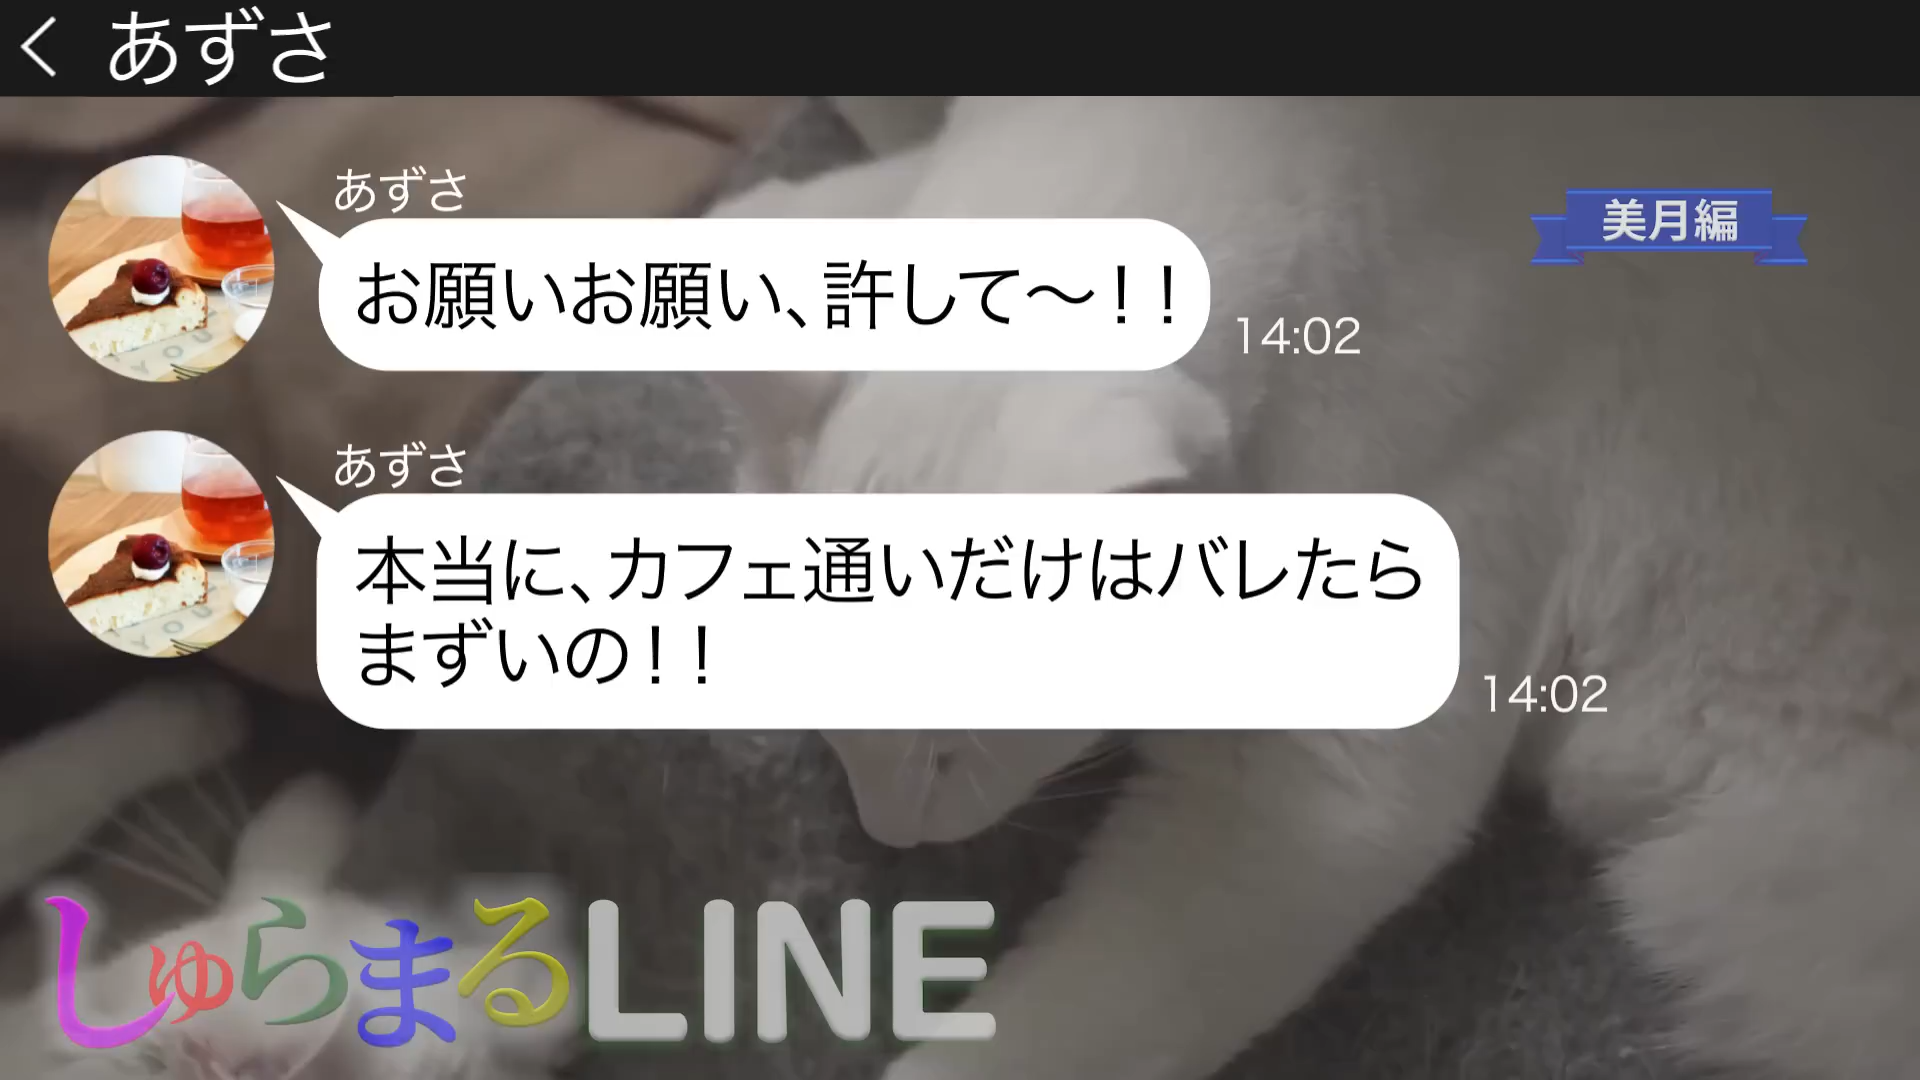 あずさ
あずさ
お願いお願い、許して〜!!
14:02
美月編
あずさ
本当に、カフェ通いだけはバレたら
まずいの!!
14:02
しゅらまるLINE